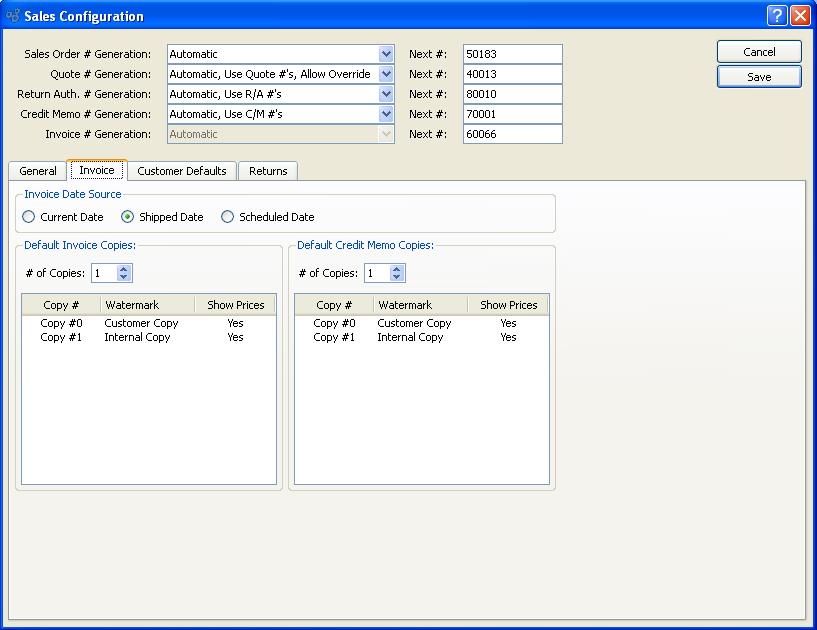 Sales Configuration
Sales Order # Generation: Automatic Next #: 50183 Cancel
Quote # Generation: Automatic, Use Quote #'s, Allow Override Next #: 40013 Save
Return Auth. # Generation: Automatic, Use R/A #'s Next #: 80010
Credit Memo # Generation: Automatic, Use C/M #'s Next #: 70001
Invoice # Generation: Automatic Next #: 60066
General Invoice Customer Defaults Returns
Invoice Date Source
Current Date Shipped Date Scheduled Date
Default Invoice Copies: Default Credit Memo Copies:
# of Copies: 1 # of Copies: 1
Copy # Watermark Show Prices Copy # Watermark Show Prices
Copy #0 Customer Copy Yes Copy #0 Customer Copy Yes
Copy #1 Internal Copy Yes Copy #1 Internal Copy Yes